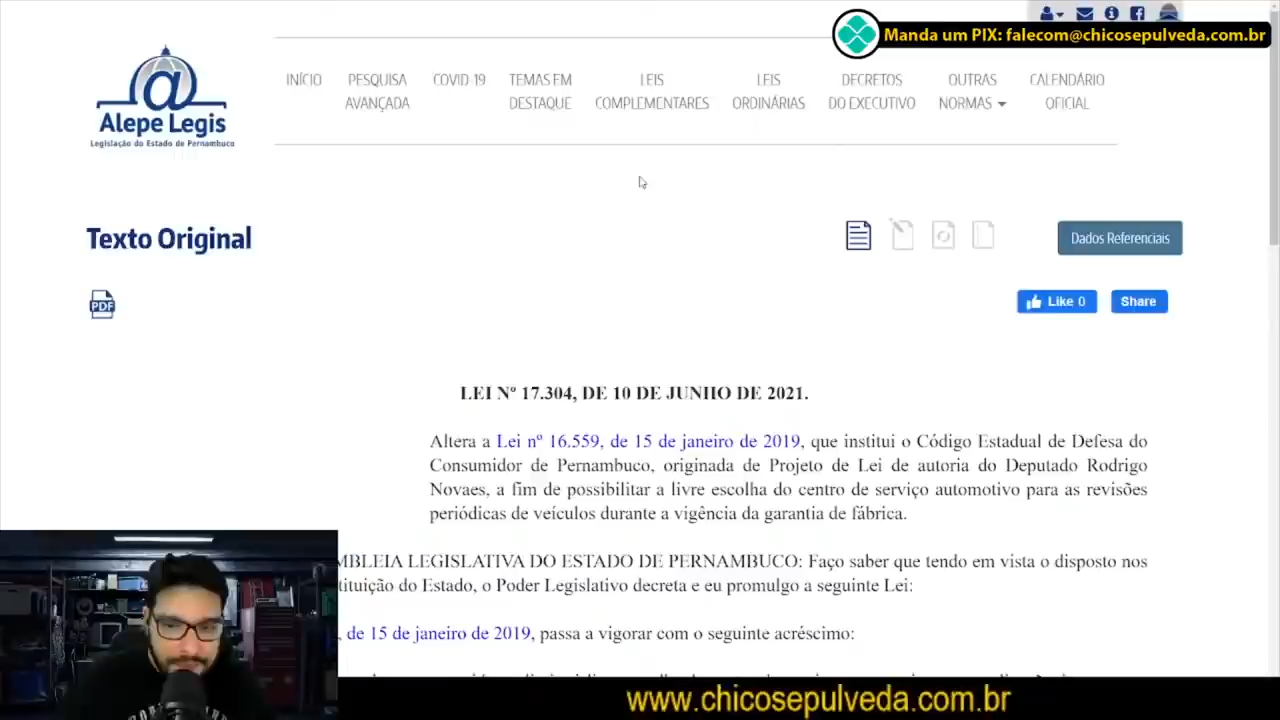 Manda um PIX: falecom@chicosepulveda.com.br
Alepe Legis
Legislação do Estado de Pernambuco
INÍCIO
PESQUISA
AVANÇADA
COVID-19
TEMAS EM
DESTAQUE
LEIS
COMPLEMENTARES
LEIS
ORDINÁRIAS
DECRETOS
DO EXECUTIVO
OUTRAS
NORMAS
CALENDÁRIO
OFICIAL
Texto Original
Dados Referenciais
PDF
Like 0
Share
LEI Nº 17.304, DE 10 DE JUNHO DE 2021.
Altera a Lei nº 16.559, de 15 de janeiro de 2019, que institui o Código Estadual de Defesa do
Consumidor de Pernambuco, originada de Projeto de Lei de autoria do Deputado Rodrigo
Novaes, a fim de possibilitar a livre escolha do centro de serviço automotivo para as revisões
periódicas de veículos durante a vigência da garantia de fábrica.
MBLEIA LEGISLATIVA DO ESTADO DE PERNAMBUCO: Faço saber que tendo em vista o disposto nos
tituição do Estado, o Poder Legislativo decreta e eu promulgo a seguinte Lei:
, de 15 de janeiro de 2019, passa a vigorar com o seguinte acréscimo:
www.chicosepulveda.com.br